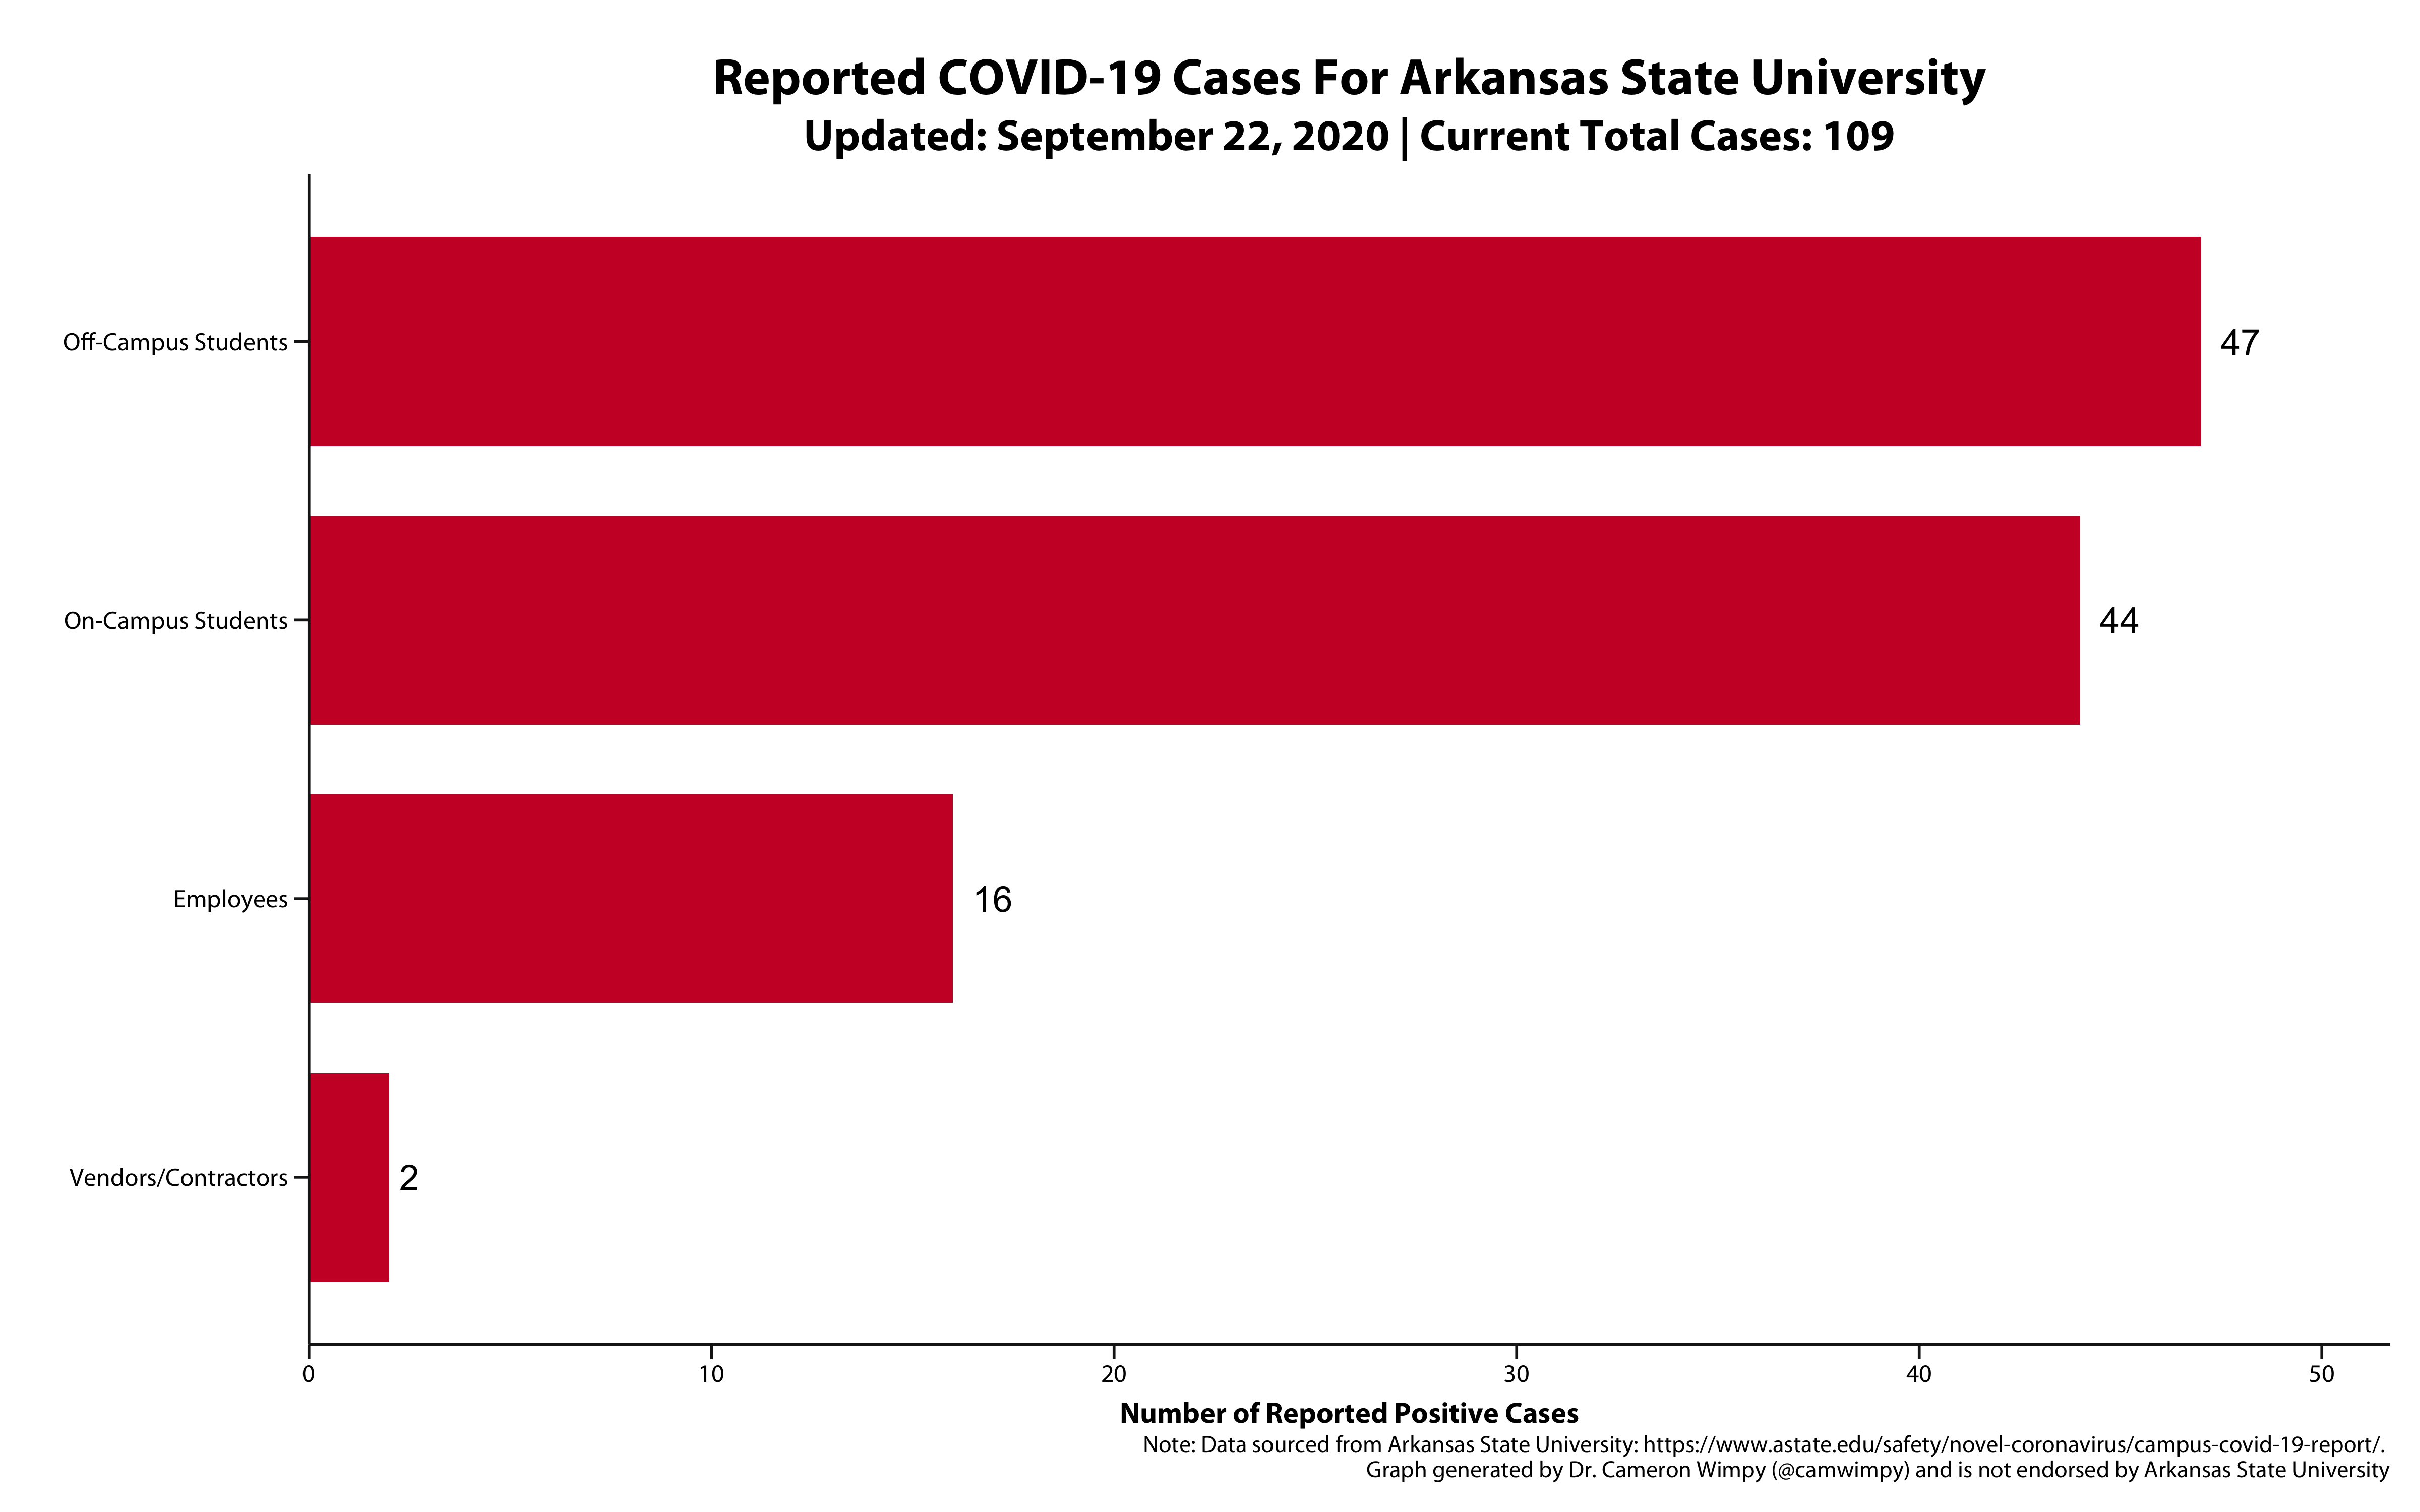 Reported COVID-19 Cases For Arkansas State University
Updated: September 22, 2020 | Current Total Cases: 109
Off-Campus Students
47
On-Campus Students
44
Employees
16
Vendors/Contractors
2
0 10 20 30 40 50
Number of Reported Positive Cases
Note: Data sourced from Arkansas State University: https://www.astate.edu/safety/novel-coronavirus/campus-covid-19-report/.
Graph generated by Dr. Cameron Wimpy (@camwimpy) and is not endorsed by Arkansas State University